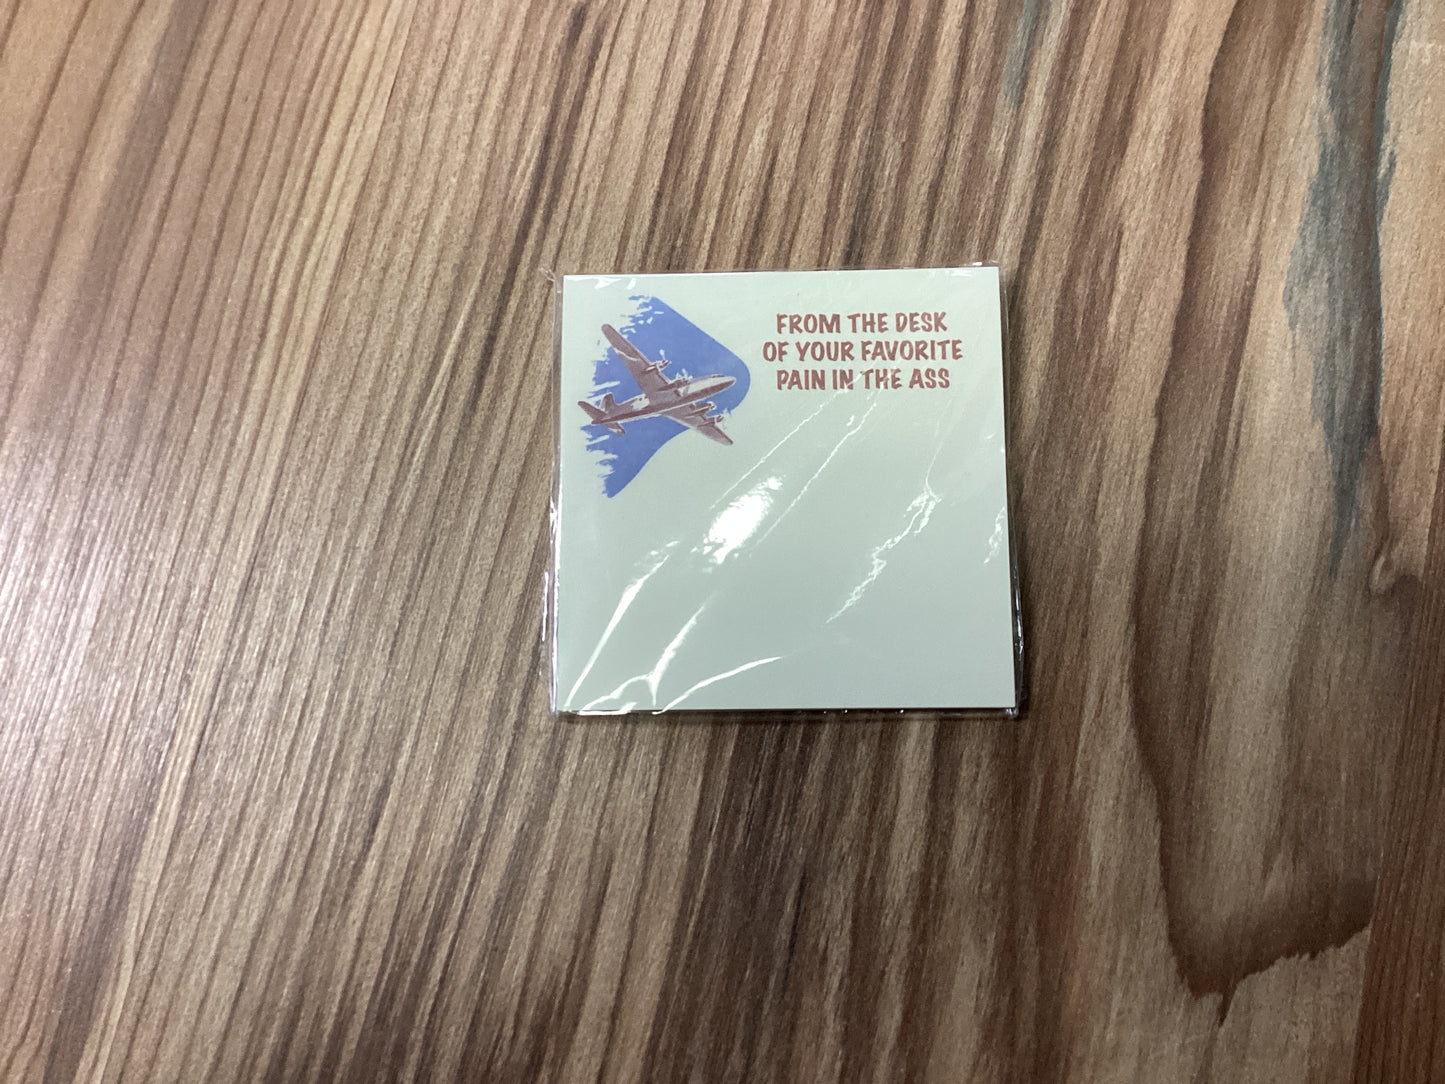 FROM THE DESK
OF YOUR FAVORITE
PAIN IN THE ASS